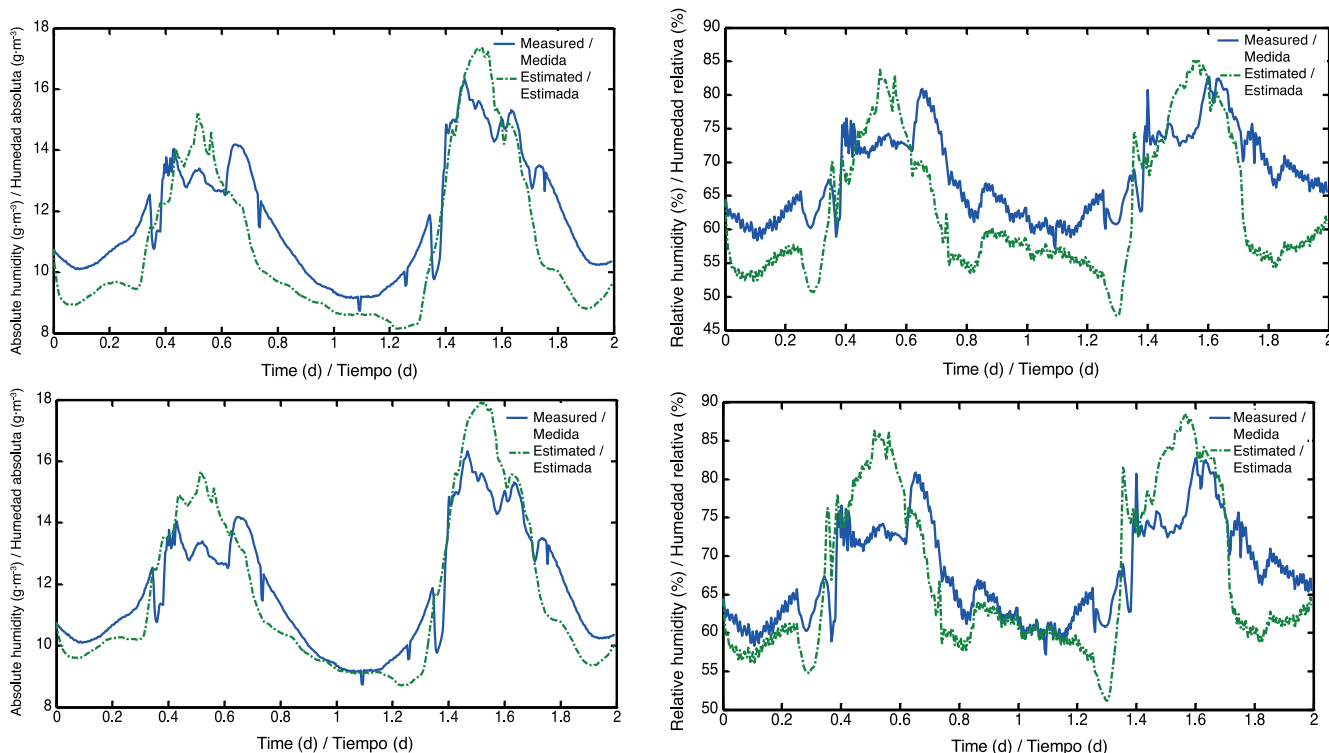 Absolute humidity (g·m⁻³) / Humedad absoluta (g·m⁻³)
18
16
14
12
10
8
0 0.2 0.4 0.6 0.8 1 1.2 1.4 1.6 1.8 2
Time (d) / Tiempo (d)
Measured /
Medida
Estimated /
Estimada
Relative humidity (%) / Humedad relativa (%)
90
85
80
75
70
65
60
55
50
45
0 0.2 0.4 0.6 0.8 1 1.2 1.4 1.6 1.8 2
Time (d) / Tiempo (d)
Measured /
Medida
Estimated /
Estimada
Absolute humidity (g·m⁻³) / Humedad absoluta (g·m⁻³)
18
16
14
12
10
8
0 0.2 0.4 0.6 0.8 1 1.2 1.4 1.6 1.8 2
Time (d) / Tiempo (d)
Measured /
Medida
Estimated /
Estimada
Relative humidity (%) / Humedad relativa (%)
90
85
80
75
70
65
60
55
50
0 0.2 0.4 0.6 0.8 1 1.2 1.4 1.6 1.8 2
Time (d) / Tiempo (d)
Measured /
Medida
Estimated /
Estimada